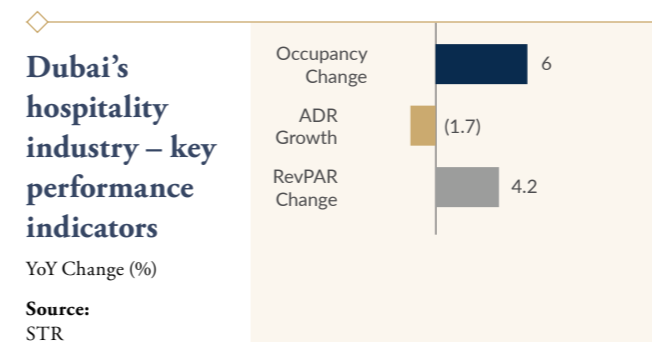 Dubai’s
hospitality
industry – key
performance
indicators
YoY Change (%)
Source:
STR
Occupancy
Change
6
ADR
Growth
(1.7)
RevPAR
Change
4.2